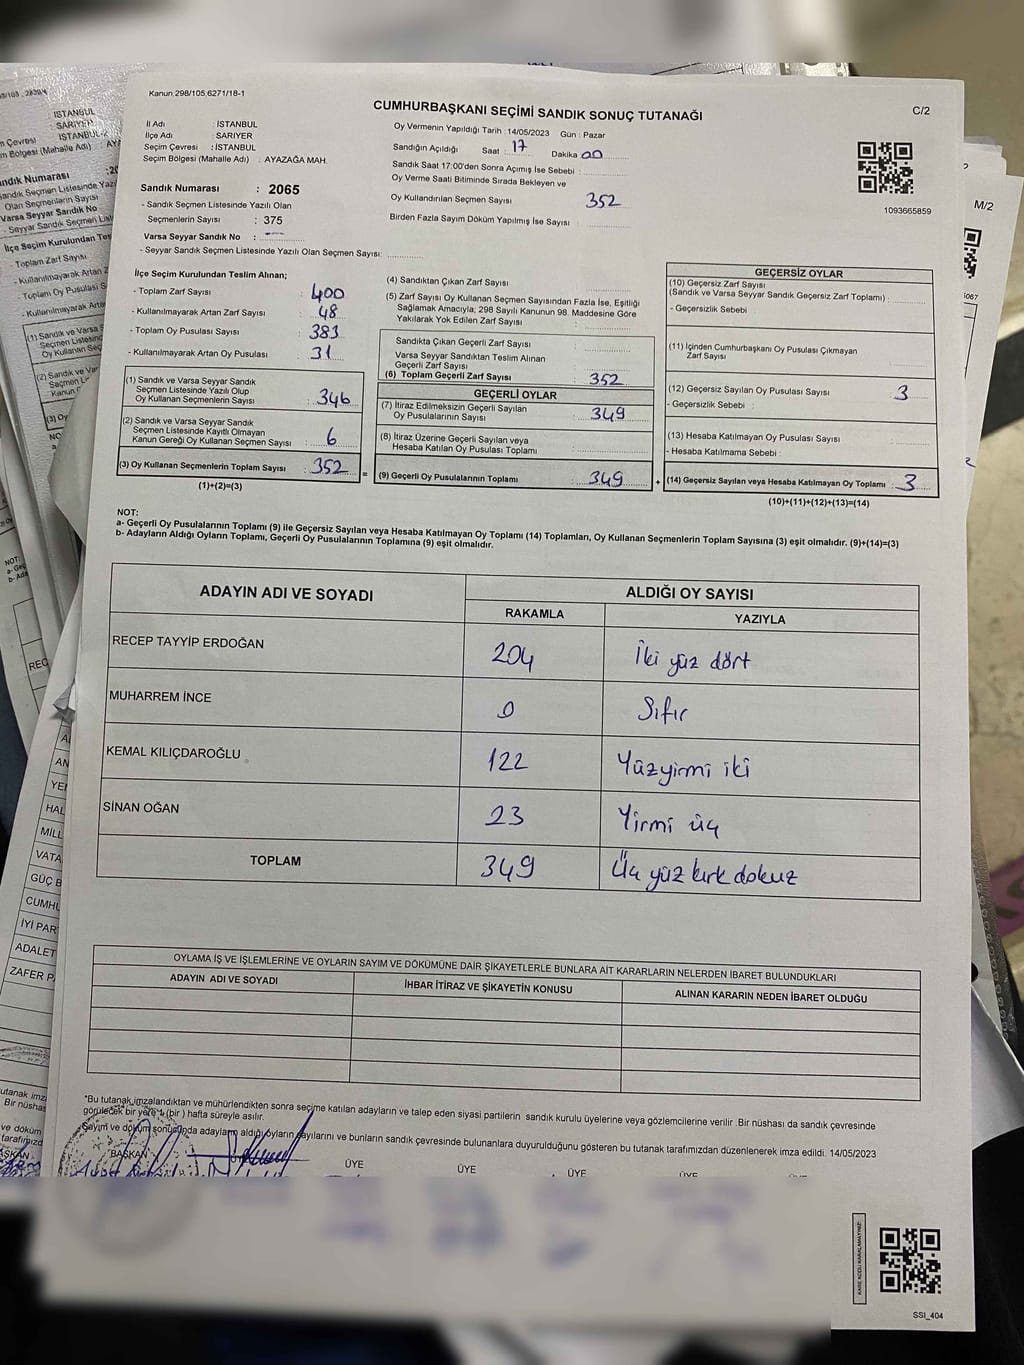 Kanun:298/105;6271/18-1
CUMHURBAŞKANI SEÇİMİ SANDIK SONUÇ TUTANAĞI
C/2
İl Adı : İSTANBUL
İlçe Adı : SARIYER
Seçim Çevresi : İSTANBUL
Seçim Bölgesi (Mahalle Adı) : AYAZAĞA MAH.
Oy Vermenin Yapıldığı Tarih : 14/05/2023 Gün : Pazar
Sandığın Açıldığı Saat : 17 Dakika : 00
Sandık Saat 17:00'den Sonra Açımış İse Sebebi :
Oy Verme Saati Bitiminde Sırada Bekleyen ve
Oy Kullandırılan Seçmen Sayısı : 352
Birden Fazla Sayım Döküm Yapılmış İse Sayısı :
1093665859
Sandık Numarası : 2065
- Sandık Seçmen Listesinde Yazılı Olan
Seçmenlerin Sayısı : 375
Varsa Seyyar Sandık No :
- Seyyar Sandık Seçmen Listesinde Yazılı Olan Seçmen Sayısı:
İlçe Seçim Kurulundan Teslim Alınan;
- Toplam Zarf Sayısı : 400
- Kullanılmayarak Artan Zarf Sayısı : 48
- Toplam Oy Pusulası Sayısı : 383
- Kullanılmayarak Artan Oy Pusulası : 31
(1) Sandık ve Varsa Seyyar Sandık
Seçmen Listesinde Yazılı Olup
Oy Kullanan Seçmenlerin Sayısı : 346
(2) Sandık ve Varsa Seyyar Sandık
Seçmen Listesinde Kayıtlı Olmayan
Kanun Gereği Oy Kullanan Seçmen Sayısı : 6
(3) Oy Kullanan Seçmenlerin Toplam Sayısı : 352
(1)+(2)=(3)
(4) Sandıktan Çıkan Zarf Sayısı :
(5) Zarf Sayısı Oy Kullanan Seçmen Sayısından Fazla İse, Eşitliği
Sağlamak Amacıyla; 298 Sayılı Kanunun 98. Maddesine Göre
Yakılarak Yok Edilen Zarf Sayısı :
Sandıkta Çıkan Geçerli Zarf Sayısı :
Varsa Seyyar Sandıktan Teslim Alınan
Geçerli Zarf Sayısı :
(6) Toplam Geçerli Zarf Sayısı : 352
GEÇERLİ OYLAR
(7) İtiraz Edilmeksizin Geçerli Sayılan
Oy Pusulalarının Sayısı : 349
(8) İtiraz Üzerine Geçerli Sayılan veya
Hesaba Katılan Oy Pusulası Toplamı :
= (9) Geçerli Oy Pusulalarının Toplamı : 349 +
GEÇERSİZ OYLAR
(10) Geçersiz Zarf Sayısı
(Sandık ve Varsa Seyyar Sandık Geçersiz Zarf Toplamı) :
- Geçersizlik Sebebi :
(11) İçinden Cumhurbaşkanı Oy Pusulası Çıkmayan
Zarf Sayısı :
(12) Geçersiz Sayılan Oy Pusulası Sayısı : 3
- Geçersizlik Sebebi :
(13) Hesaba Katılmayan Oy Pusulası Sayısı :
- Hesaba Katılmama Sebebi :
(14) Geçersiz Sayılan veya Hesaba Katılmayan Oy Toplamı : 3
(10)+(11)+(12)+(13)=(14)
NOT:
a- Geçerli Oy Pusulalarının Toplamı (9) ile Geçersiz Sayılan veya Hesaba Katılmayan Oy Toplamı (14) Toplamları, Oy Kullanan Seçmenlerin Toplam Sayısına (3) eşit olmalıdır. (9)+(14)=(3)
b- Adayların Aldığı Oyların Toplamı, Geçerli Oy Pusulalarının Toplamına (9) eşit olmalıdır.
ADAYIN ADI VE SOYADI
ALDIĞI OY SAYISI
RAKAMLA YAZIYLA
RECEP TAYYİP ERDOĞAN 204 İki yüz dört
MUHARREM İNCE 0 Sıfır
KEMAL KILIÇDAROĞLU 122 Yüzyirmi iki
SİNAN OĞAN 23 Yirmi üç
TOPLAM 349 Üç yüz kırk dokuz
OYLAMA İŞ VE İŞLEMLERİNE VE OYLARIN SAYIM VE DÖKÜMÜNE DAİR ŞİKAYETLERLE BUNLARA AİT KARARLARIN NELERDEN İBARET BULUNDUKLARI
ADAYIN ADI VE SOYADI
İHBAR İTİRAZ VE ŞİKAYETİN KONUSU
ALINAN KARARIN NEDEN İBARET OLDUĞU
*Bu tutanak imzalandıktan ve mühürlendikten sonra seçime katılan adayların ve talep eden siyasi partilerin sandık kurulu üyelerine veya gözlemcilerine verilir .Bir nüshası da sandık çevresinde
görülecek bir yere 1 (bir ) hafta süreyle asılır.
Sayım ve döküm sonucunda adayların aldığı oyların sayılarını ve bunların sandık çevresinde bulunanlara duyurulduğunu gösteren bu tutanak tarafımızdan düzenlenerek imza edildi. 14/05/2023
BAŞKAN
ÜYE
ÜYE
ÜYE
KARE KODU KARALAMAYINIZ!
SSI_404
M/2
İSTANBUL
SARIYER
İSTANBUL-2